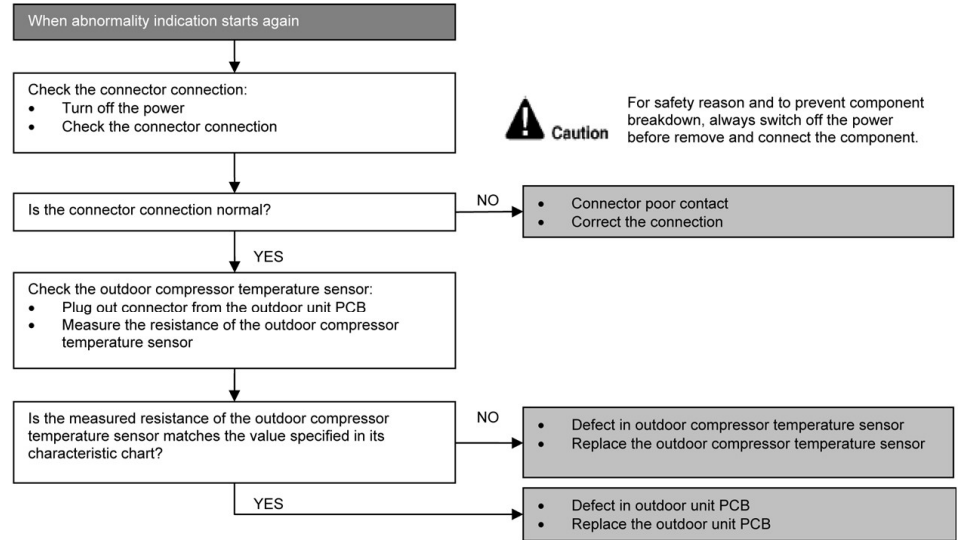 When abnormality indication starts again
Check the connector connection:
• Turn off the power
• Check the connector connection
Caution
For safety reason and to prevent component
breakdown, always switch off the power
before remove and connect the component.
Is the connector connection normal?
NO
• Connector poor contact
• Correct the connection
YES
Check the outdoor compressor temperature sensor:
• Plug out connector from the outdoor unit PCB
• Measure the resistance of the outdoor compressor
temperature sensor
Is the measured resistance of the outdoor compressor
temperature sensor matches the value specified in its
characteristic chart?
NO
• Defect in outdoor compressor temperature sensor
• Replace the outdoor compressor temperature sensor
YES
• Defect in outdoor unit PCB
• Replace the outdoor unit PCB